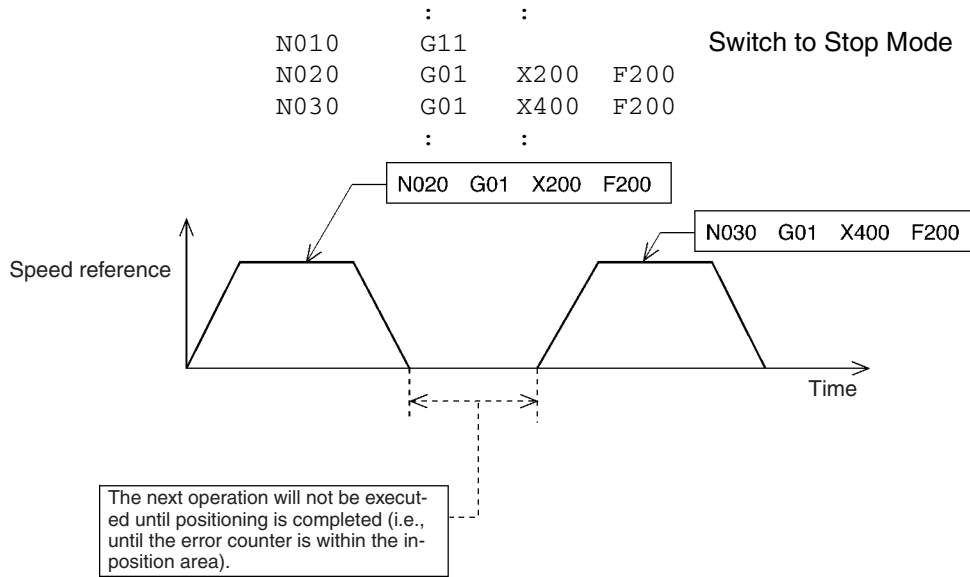 : :
N010 G11 Switch to Stop Mode
N020 G01 X200 F200
N030 G01 X400 F200
: :
N020 G01 X200 F200
N030 G01 X400 F200
Speed reference
Time
The next operation will not be execut-
ed until positioning is completed (i.e.,
until the error counter is within the in-
position area).